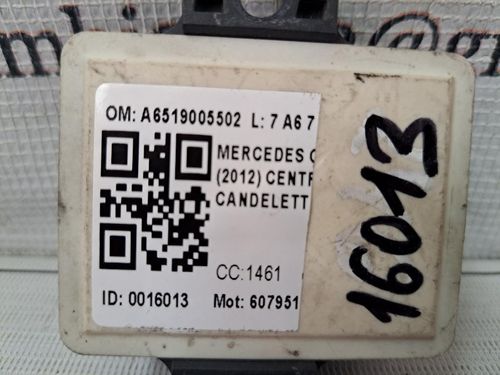 OM: A6519005502 L: 7 A6 7
MERCEDES C
(2012) CENTR
CANDELETT
CC:1461
ID: 0016013 Mot: 607951
16013